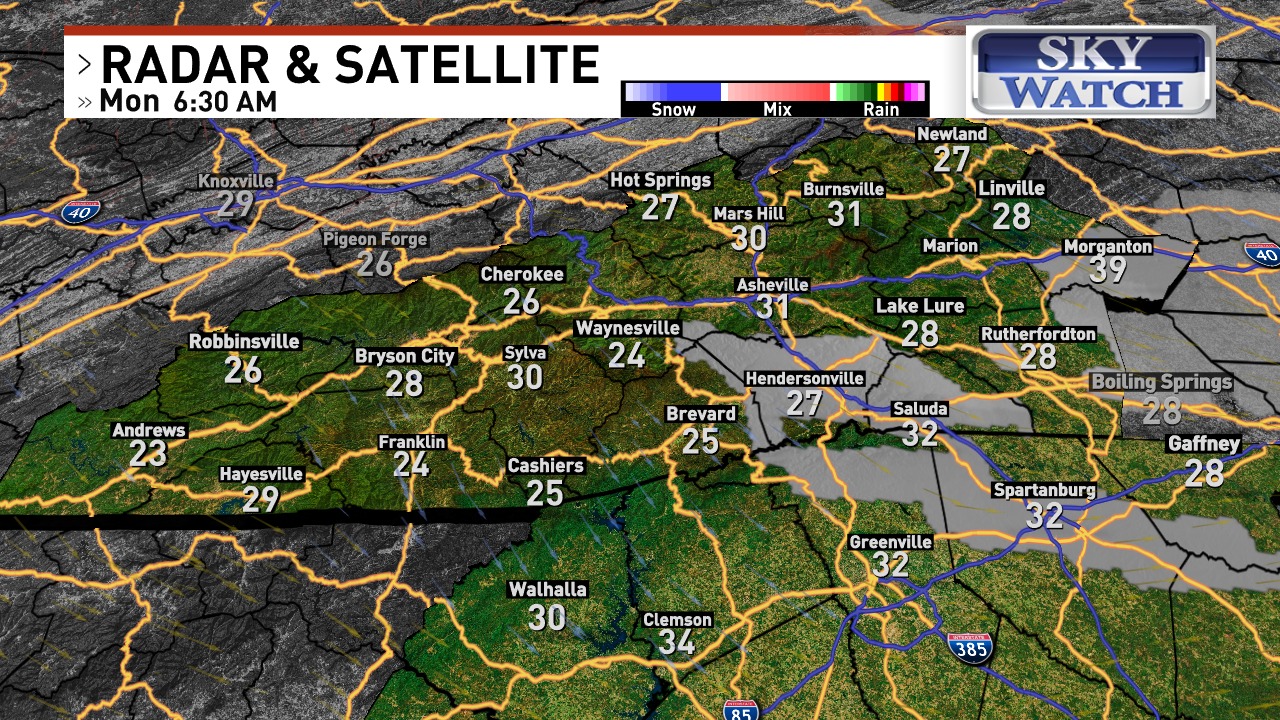 > RADAR & SATELLITE
» Mon 6:30 AM
Snow Mix Rain
SKY
WATCH
Newland
27
Knoxville
29
Hot Springs
27
Burnsville
31
Linville
28
40
Mars Hill
30
Pigeon Forge
26
Marion
Morganton
39
40
Cherokee
26
Asheville
31
Lake Lure
28
Waynesville
24
Rutherfordton
28
Robbinsville
26
Bryson City
28
Sylva
30
Hendersonville
27
Boiling Springs
28
Saluda
32
Brevard
25
Andrews
23
Franklin
24
Gaffney
28
Hayesville
29
Cashiers
25
Spartanburg
32
Greenville
32
Walhalla
30
Clemson
34
INTERSTATE
385
INTERSTATE
85